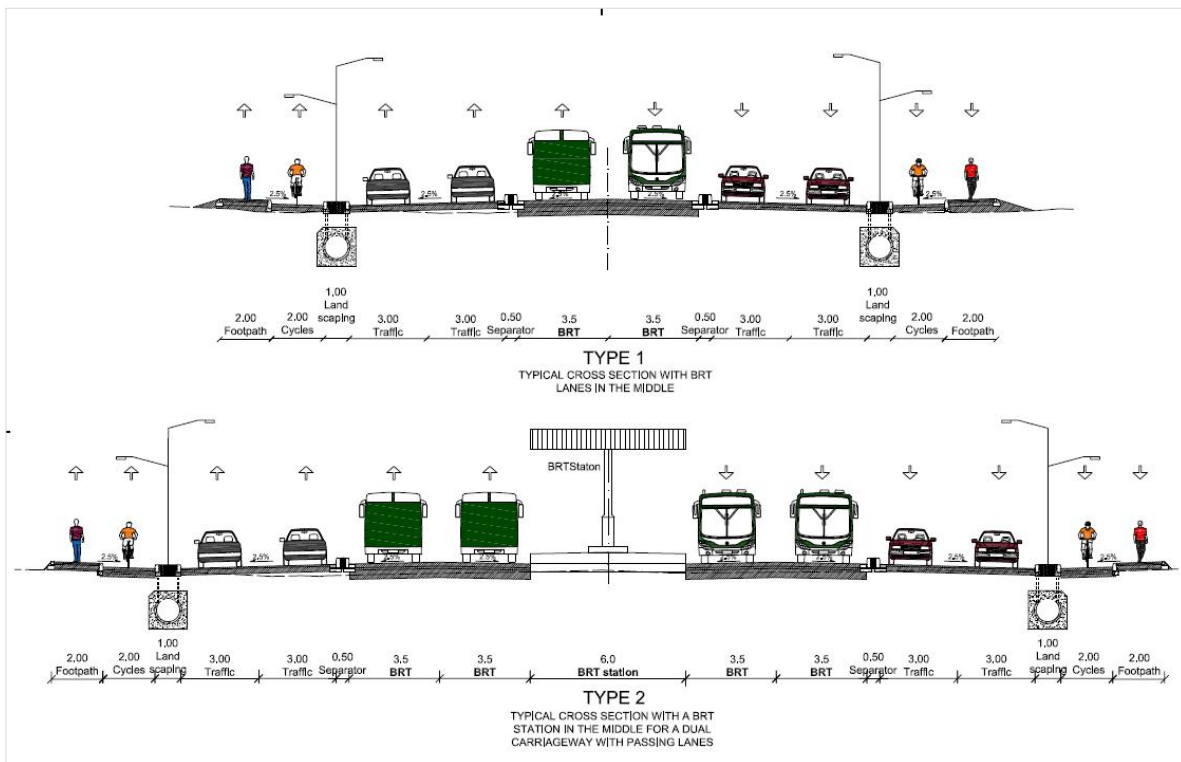 2.5% 2.5% 2.5% 2.5% 2.5% 2.5%
1,00
Land
scaping
2.00
Footpath
2.00
Cycles
3.00
Traffic
3.00
Traffic
0.50
Separator
3.5
BRT
3.5
BRT
0.50
Separator
3.00
Traffic
3.00
Traffic
1,00
Land
scaping
2.00
Cycles
2.00
Footpath
TYPE 1
TYPICAL CROSS SECTION WITH BRT
LANES IN THE MIDDLE
BRTStaton
2.5% 2.5% 2.5% 2.5% 2.5% 2.5%
2,00
Footpath
2,00
Cycles
1,00
Land
scaping
3,00
Traffic
3,00
Traffic
0,50
Separator
3,5
BRT
3,5
BRT
6,0
BRT station
3,5
BRT
3,5
BRT
0,50
Separator
3,00
Traffic
3,00
Traffic
1,00
Land
scaping
2,00
Cycles
2,00
Footpath
TYPE 2
TYPICAL CROSS SECTION WITH A BRT
STATION IN THE MIDDLE FOR A DUAL
CARRIAGEWAY WITH PASSING LANES